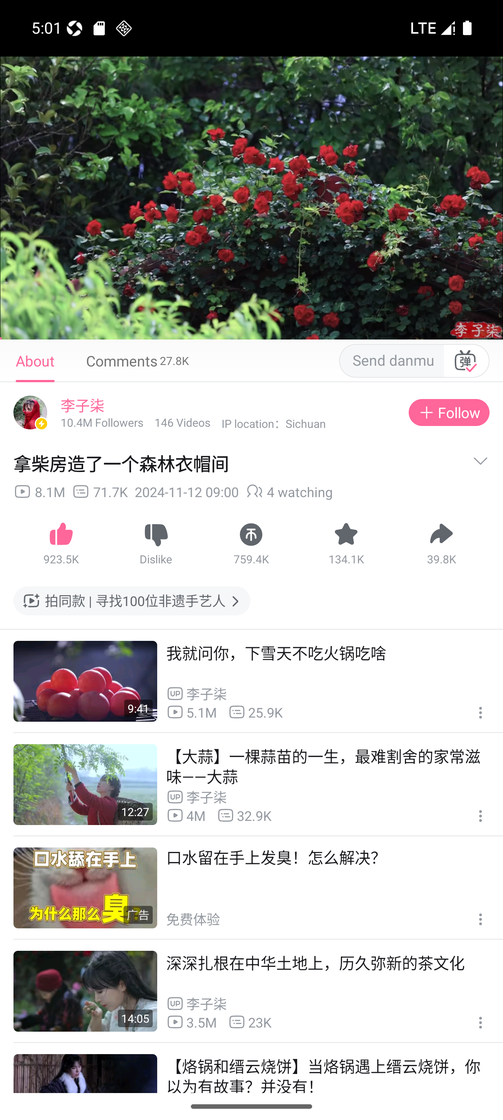 5:01
LTE
李子柒
About
Comments 27.8K
Send danmu
弹
李子柒
10.4M Followers 146 Videos IP location：Sichuan
+ Follow
拿柴房造了一个森林衣帽间
8.1M 71.7K 2024-11-12 09:00 4 watching
923.5K
Dislike
759.4K
134.1K
39.8K
拍同款 | 寻找100位非遗手艺人
9:41
我就问你，下雪天不吃火锅吃啥
UP 李子柒
5.1M 25.9K
12:27
【大蒜】一棵蒜苗的一生，最难割舍的家常滋
味——大蒜
UP 李子柒
4M 32.9K
口水舔在手上
为什么那么臭?
广告
口水留在手上发臭！怎么解决？
免费体验
14:05
深深扎根在中华土地上，历久弥新的茶文化
UP 李子柒
3.5M 23K
【烙锅和缙云烧饼】当烙锅遇上缙云烧饼，你
以为有故事？并没有！